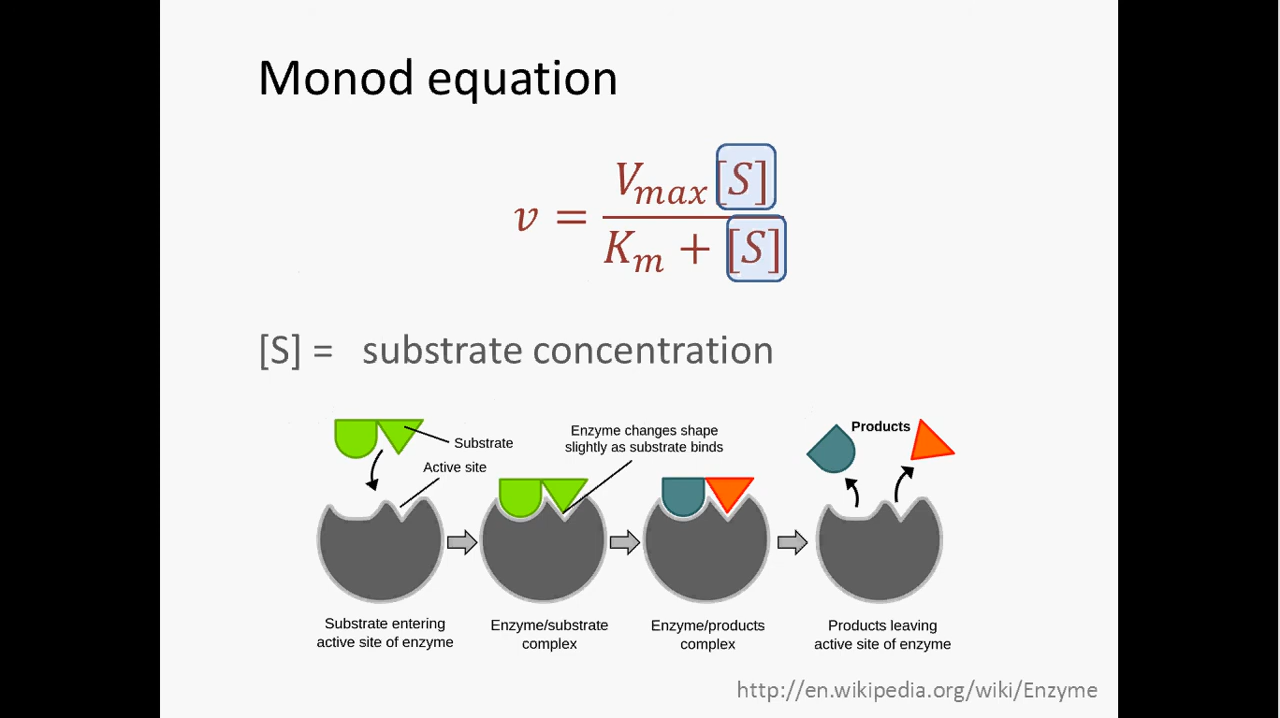 Monod equation
v = V_max [S] / K_m + [S]
[S] = substrate concentration
Substrate
Active site
Enzyme changes shape
slightly as substrate binds
Products
Substrate entering
active site of enzyme
Enzyme/substrate
complex
Enzyme/products
complex
Products leaving
active site of enzyme
http://en.wikipedia.org/wiki/Enzyme